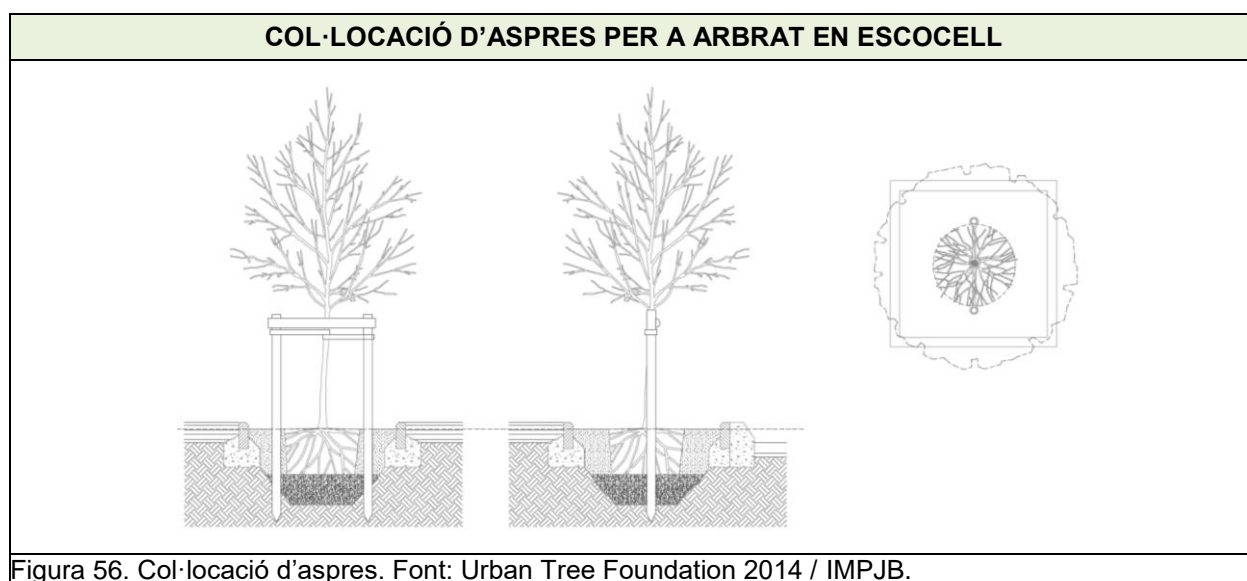 COL·LOCACIÓ D’ASPRES PER A ARBRAT EN ESCOCELL
Figura 56. Col·locació d’aspres. Font: Urban Tree Foundation 2014 / IMPJB.